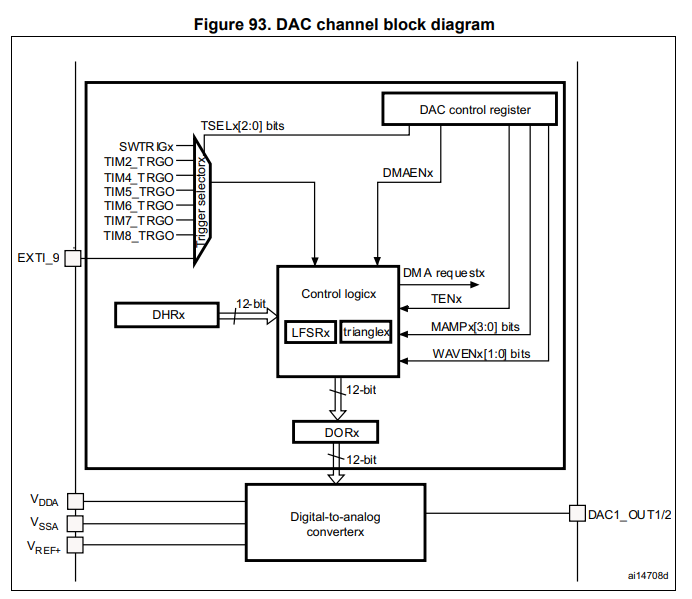 Figure 93. DAC channel block diagram
DAC control register
TSELx[2:0] bits
SWTRIGx
TIM2_TRGO
TIM4_TRGO
TIM5_TRGO
TIM6_TRGO
TIM7_TRGO
TIM8_TRGO
Trigger selectorx
DMAENx
EXTI_9
DMA requestx
Control logicx
TENx
12-bit
DHRx
LFSRx
trianglex
MAMPx[3:0] bits
WAVENx[1:0] bits
12-bit
DORx
12-bit
VDDA
VSSA
VREF+
Digital-to-analog
converterx
DAC1_OUT1/2
ai14708d